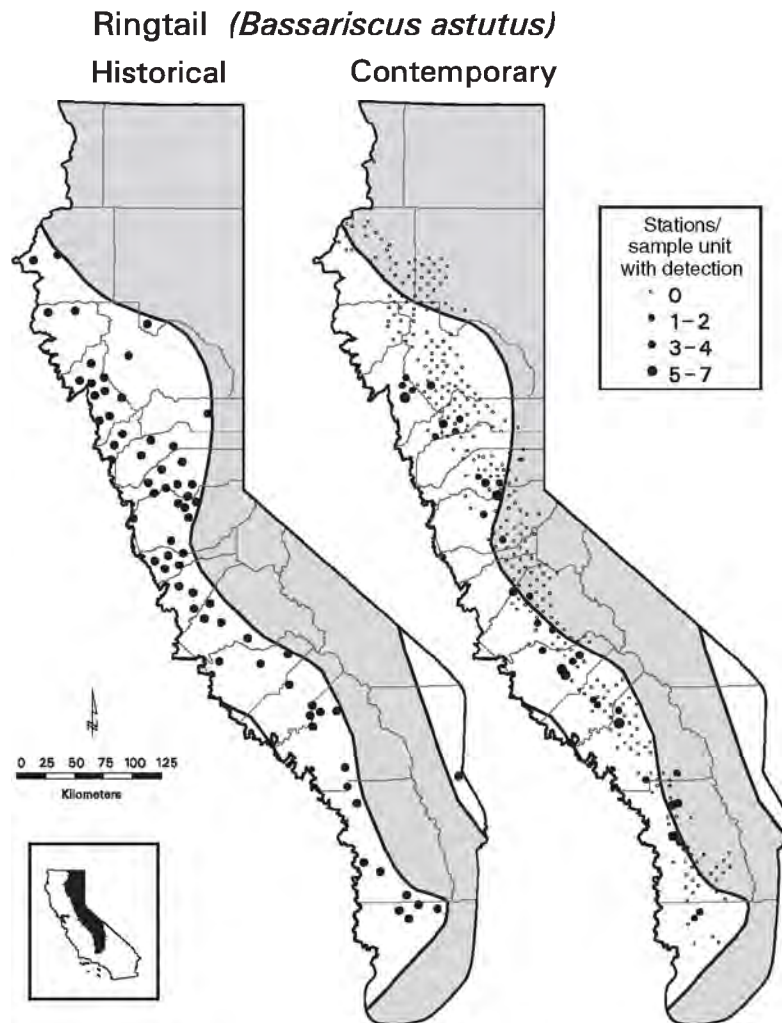 Ringtail (Bassariscus astutus)
Historical
Contemporary
Stations/
sample unit
with detection
0
1–2
3–4
5–7
N
0 25 50 75 100 125
Kilometers